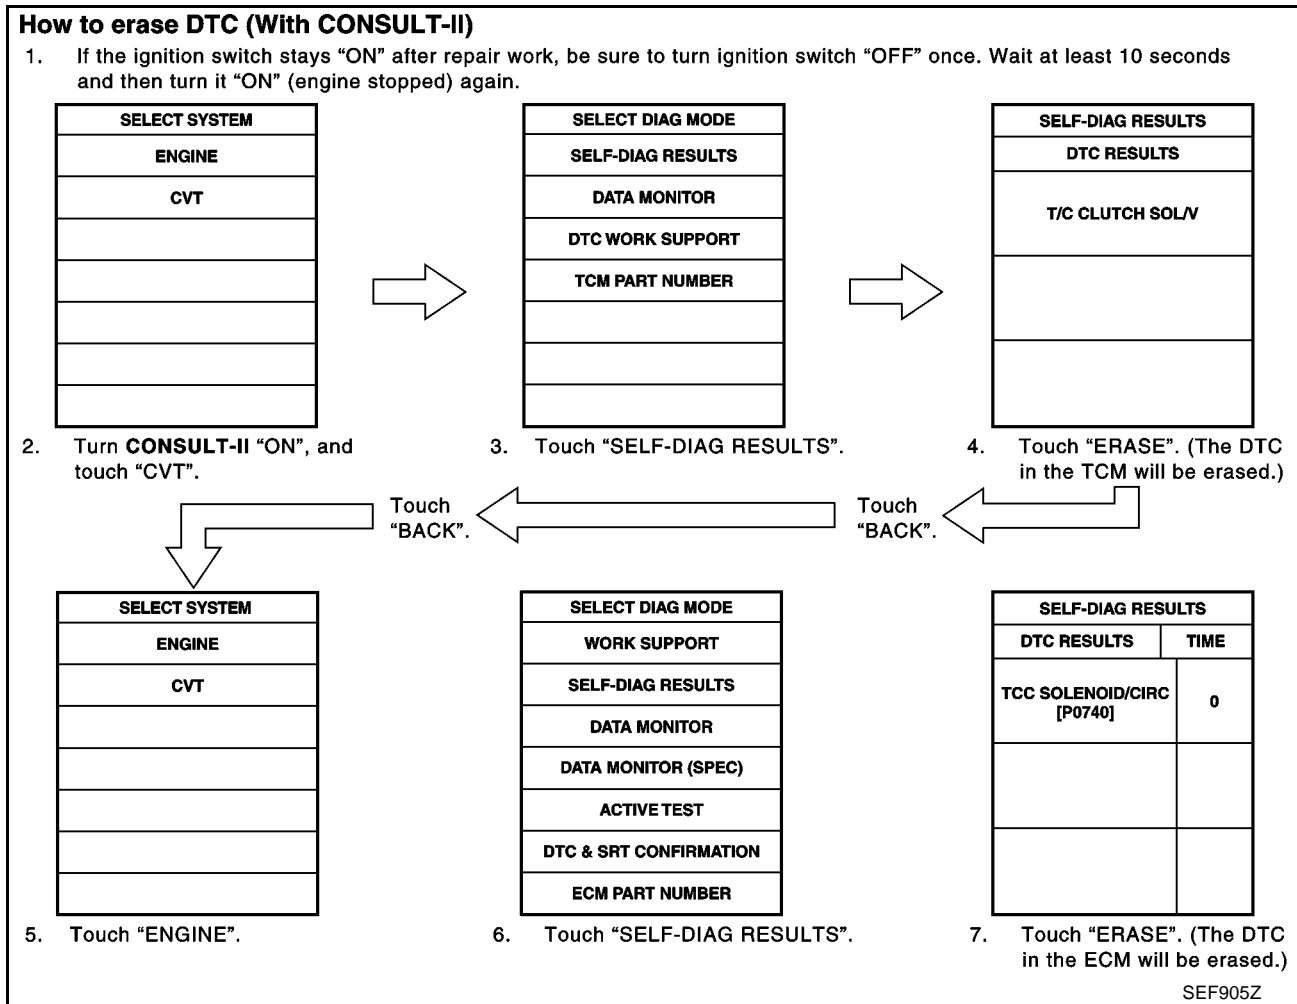 How to erase DTC (With CONSULT-II)
1. If the ignition switch stays “ON” after repair work, be sure to turn ignition switch “OFF” once. Wait at least 10 seconds
and then turn it “ON” (engine stopped) again.
SELECT SYSTEM
ENGINE
CVT
SELECT DIAG MODE
SELF-DIAG RESULTS
DATA MONITOR
DTC WORK SUPPORT
TCM PART NUMBER
SELF-DIAG RESULTS
DTC RESULTS
T/C CLUTCH SOL/V
2. Turn CONSULT-II “ON”, and
touch “CVT”.
3. Touch “SELF-DIAG RESULTS”.
4. Touch “ERASE”. (The DTC
in the TCM will be erased.)
Touch
“BACK”.
Touch
“BACK”.
SELECT SYSTEM
ENGINE
CVT
SELECT DIAG MODE
WORK SUPPORT
SELF-DIAG RESULTS
DATA MONITOR
DATA MONITOR (SPEC)
ACTIVE TEST
DTC & SRT CONFIRMATION
ECM PART NUMBER
SELF-DIAG RESULTS
DTC RESULTS TIME
TCC SOLENOID/CIRC
[P0740] 0
5. Touch “ENGINE”.
6. Touch “SELF-DIAG RESULTS”.
7. Touch “ERASE”. (The DTC
in the ECM will be erased.)
SEF905Z